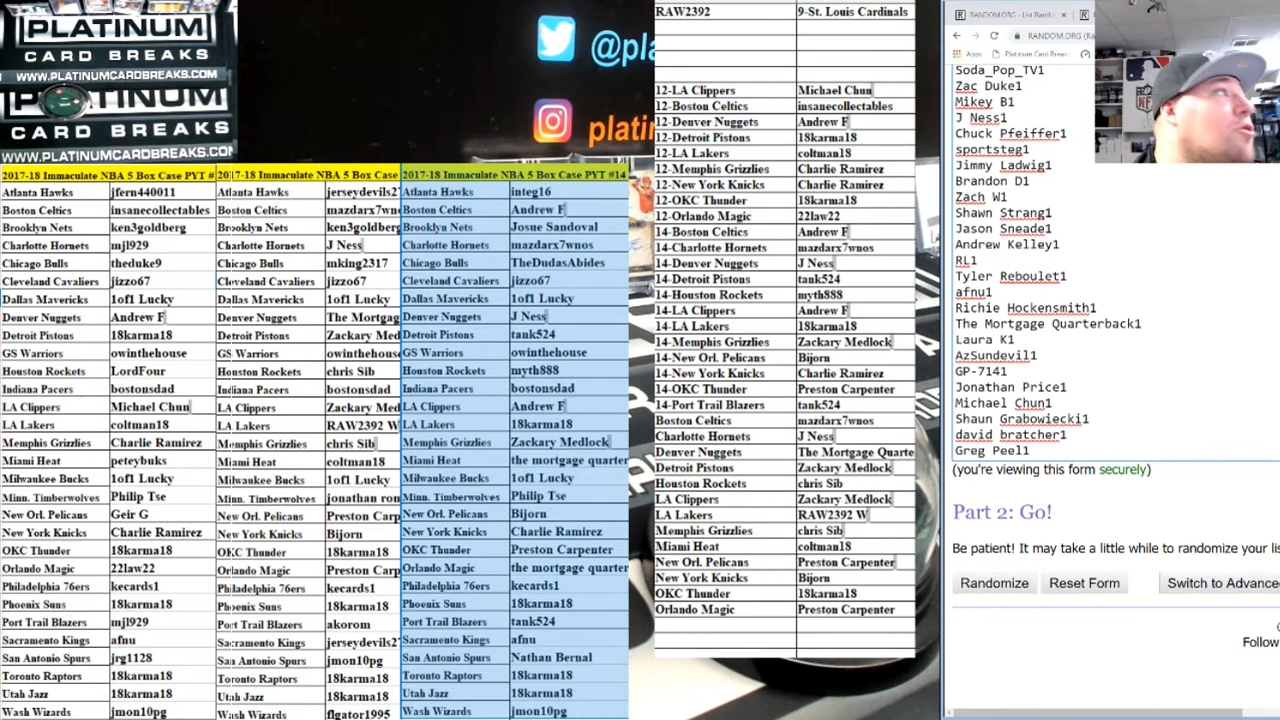 PLATINUM
CARD BREAKS
WWW.PLATINUMCARDBREAKS.COM
CARD BREAKS
WWW.PLATINUMCARDBREAKS.COM
@pla
platin
2017-18 Immaculate NBA 5 Box Case PYT #
Atlanta Hawks jfern440011
Boston Celtics insanecollectables
Brooklyn Nets ken3goldberg
Charlotte Hornets mjl929
Chicago Bulls theduke9
Cleveland Cavaliers jizzo67
Dallas Mavericks 1of1 Lucky
Denver Nuggets Andrew F
Detroit Pistons 18karma18
GS Warriors owinthehouse
Houston Rockets LordFour
Indiana Pacers bostonsdad
LA Clippers Michael Chun
LA Lakers coltman18
Memphis Grizzlies Charlie Ramirez
Miami Heat peteybuks
Milwaukee Bucks 1of1 Lucky
Minn. Timberwolves Philip Tse
New Orl. Pelicans Geir G
New York Knicks Charlie Ramirez
OKC Thunder 18karma18
Orlando Magic 22law22
Philadelphia 76ers kecards1
Phoenix Suns 18karma18
Port Trail Blazers mjl929
Sacramento Kings afnu
San Antonio Spurs jrg1128
Toronto Raptors 18karma18
Utah Jazz 18karma18
Wash Wizards jmon10pg
2017-18 Immaculate NBA 5 Box Case
Atlanta Hawks jerseydevils2
Boston Celtics mazdarx7wn
Brooklyn Nets ken3goldberg
Charlotte Hornets J Ness
Chicago Bulls mking2317
Cleveland Cavaliers jizzo67
Dallas Mavericks 1of1 Lucky
Denver Nuggets The Mortgag
Detroit Pistons Zackary Med
GS Warriors owinthehouse
Houston Rockets chris Sib
Indiana Pacers bostonsdad
LA Clippers Zackary Med
LA Lakers RAW2392 W
Memphis Grizzlies chris Sib
Miami Heat coltman18
Milwaukee Bucks 1of1 Lucky
Minn. Timberwolves jonathan ron
New Orl. Pelicans Preston Carp
New York Knicks Bijorn
OKC Thunder 18karma18
Orlando Magic Preston Carp
Philadelphia 76ers kecards1
Phoenix Suns 18karma18
Port Trail Blazers akorom
Sacramento Kings jerseydevils2
San Antonio Spurs jmon10pg
Toronto Raptors 18karma18
Utah Jazz 18karma18
Wash Wizards flgator1995
2017-18 Immaculate NBA 5 Box Case PYT #14
Atlanta Hawks integ16
Boston Celtics Andrew F
Brooklyn Nets Josue Sandoval
Charlotte Hornets mazdarx7wnos
Chicago Bulls TheDudasAbides
Cleveland Cavaliers jizzo67
Dallas Mavericks 1of1 Lucky
Denver Nuggets J Ness
Detroit Pistons tank524
GS Warriors owinthehouse
Houston Rockets myth888
Indiana Pacers bostonsdad
LA Clippers Andrew F
LA Lakers 18karma18
Memphis Grizzlies Zackary Medlock
Miami Heat the mortgage quarter
Milwaukee Bucks 1of1 Lucky
Minn. Timberwolves Philip Tse
New Orl. Pelicans Bijorn
New York Knicks Charlie Ramirez
OKC Thunder Preston Carpenter
Orlando Magic the mortgage quarter
Philadelphia 76ers kecards1
Phoenix Suns 18karma18
Port Trail Blazers tank524
Sacramento Kings afnu
San Antonio Spurs Nathan Bernal
Toronto Raptors 18karma18
Utah Jazz 18karma18
Wash Wizards jmon10pg
RAW2392 9-St. Louis Cardinals
12-LA Clippers Michael Chun
12-Boston Celtics insanecollectables
12-Denver Nuggets Andrew F
12-Detroit Pistons 18karma18
12-LA Lakers coltman18
12-Memphis Grizzlies Charlie Ramirez
12-New York Knicks Charlie Ramirez
12-OKC Thunder 18karma18
12-Orlando Magic 22law22
14-Boston Celtics Andrew F
14-Charlotte Hornets mazdarx7wnos
14-Denver Nuggets J Ness
14-Detroit Pistons tank524
14-Houston Rockets myth888
14-LA Clippers Andrew F
14-LA Lakers 18karma18
14-Memphis Grizzlies Zackary Medlock
14-New Orl. Pelicans Bijorn
14-New York Knicks Charlie Ramirez
14-OKC Thunder Preston Carpenter
14-Port Trail Blazers tank524
Boston Celtics mazdarx7wnos
Charlotte Hornets J Ness
Denver Nuggets The Mortgage Quarte
Detroit Pistons Zackary Medlock
Houston Rockets chris Sib
LA Clippers Zackary Medlock
LA Lakers RAW2392 W
Memphis Grizzlies chris Sib
Miami Heat coltman18
New Orl. Pelicans Preston Carpenter
New York Knicks Bijorn
OKC Thunder 18karma18
Orlando Magic Preston Carpenter
RANDOM.ORG - List Rando
RANDOM.ORG (Ra
Apps Platinum Card Break
Soda_Pop_TV1
Zac Duke1
Mikey B1
J Ness1
Chuck Pfeiffer1
sportsteg1
Jimmy Ladwig1
Brandon D1
Zach W1
Shawn Strang1
Jason Sneade1
Andrew Kelley1
RL1
Tyler Reboulet1
afnu1
Richie Hockensmith1
The Mortgage Quarterback1
Laura K1
AzSundevil1
GP-7141
Jonathan Price1
Michael Chun1
Shaun Grabowiecki1
david bratcher1
Greg Peel1
(you're viewing this form securely)
Part 2: Go!
Be patient! It may take a little while to randomize your lis
Randomize Reset Form Switch to Advance
Follow